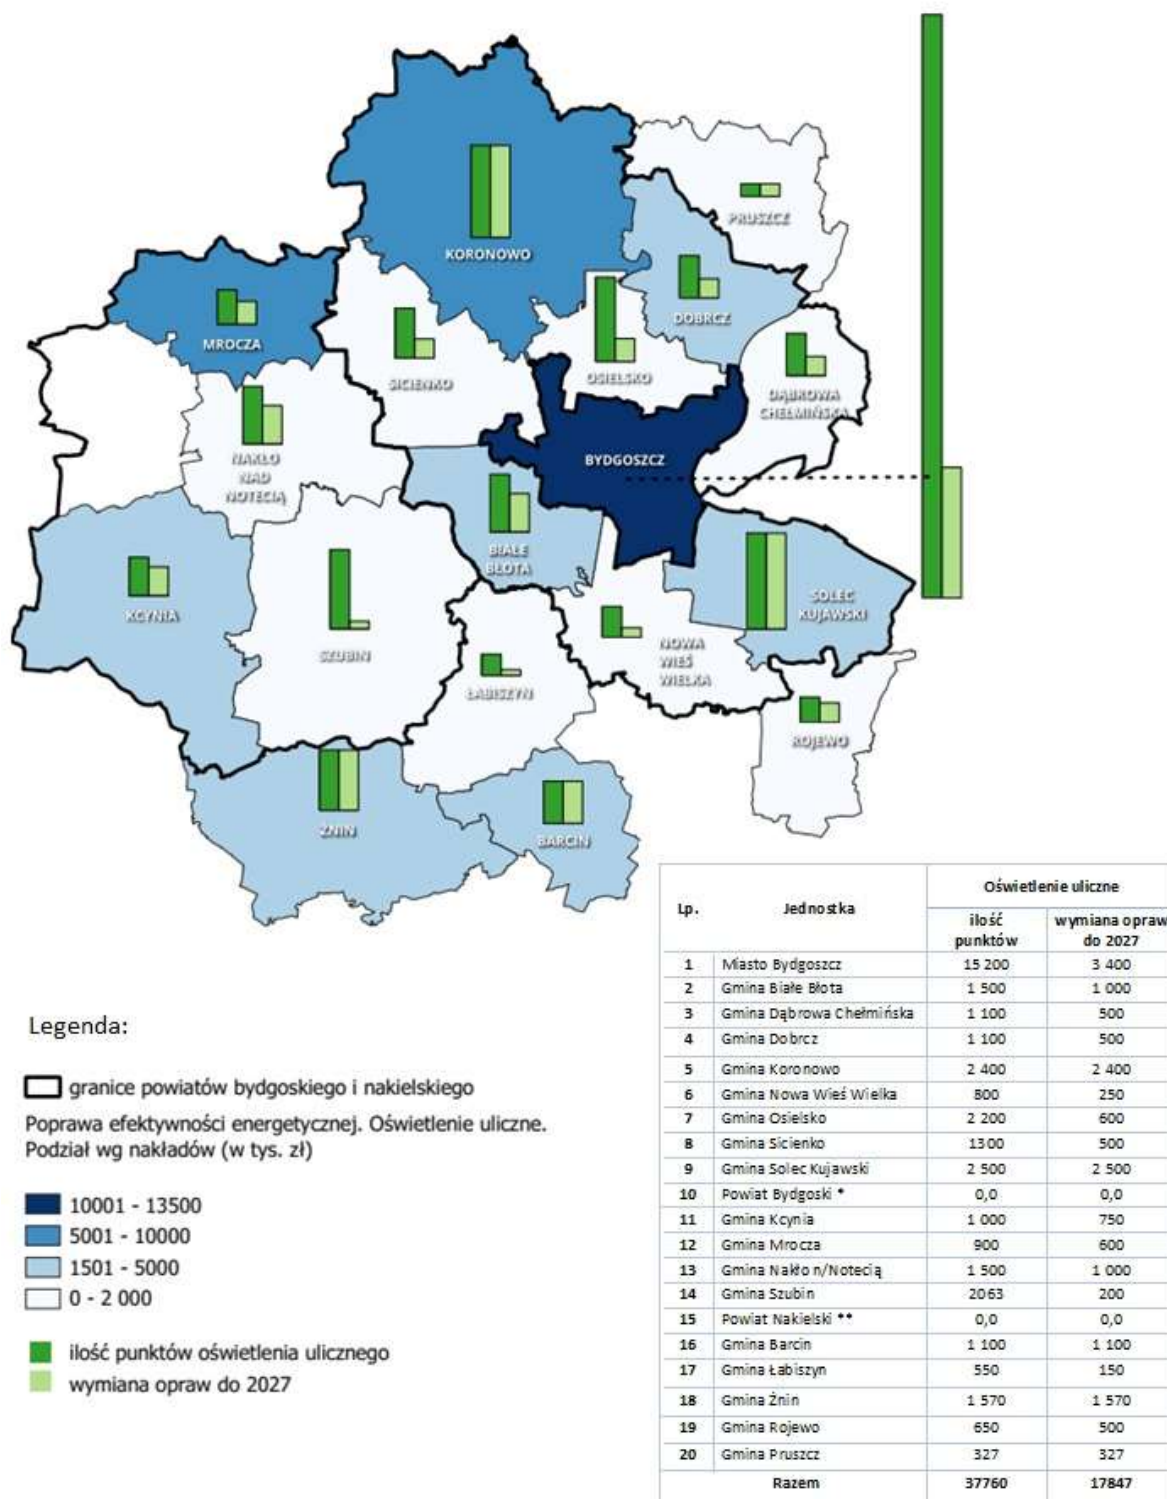 PRUSZCZ
KORONOWO
DOBRCZ
MROCZA
OSIELSKO
SICIENKO
DĄBROWA
CHEŁMIŃSKA
BYDGOSZCZ
NAKŁO
NAD
NOTECIĄ
BIAŁE
BŁOTA
SOLEC
KUJAWSKI
KCYNIA
NOWA
WIEŚ
WIELKA
SZUBIN
ŁABISZYN
ROJEWO
ŻNIN
BARCIN
Lp. Jednostka Oświetlenie uliczne
ilość punktów wymiana opraw do 2027
1 Miasto Bydgoszcz 15 200 3 400
2 Gmina Białe Błota 1 500 1 000
3 Gmina Dąbrowa Chełmińska 1 100 500
4 Gmina Dobrcz 1 100 500
5 Gmina Koronowo 2 400 2 400
6 Gmina Nowa Wieś Wielka 800 250
7 Gmina Osielsko 2 200 600
8 Gmina Sicienko 1300 500
9 Gmina Solec Kujawski 2 500 2 500
10 Powiat Bydgoski * 0,0 0,0
11 Gmina Kcynia 1 000 750
12 Gmina Mrocza 900 600
13 Gmina Nakło n/Notecią 1 500 1 000
14 Gmina Szubin 2063 200
15 Powiat Nakielski ** 0,0 0,0
16 Gmina Barcin 1 100 1 100
17 Gmina Łabiszyn 550 150
18 Gmina Żnin 1 570 1 570
19 Gmina Rojewo 650 500
20 Gmina Pruszcz 327 327
Razem 37760 17847
Legenda:
granice powiatów bydgoskiego i nakielskiego
Poprawa efektywności energetycznej. Oświetlenie uliczne.
Podział wg nakładów (w tys. zł)
10001 - 13500
5001 - 10000
1501 - 5000
0 - 2 000
ilość punktów oświetlenia ulicznego
wymiana opraw do 2027